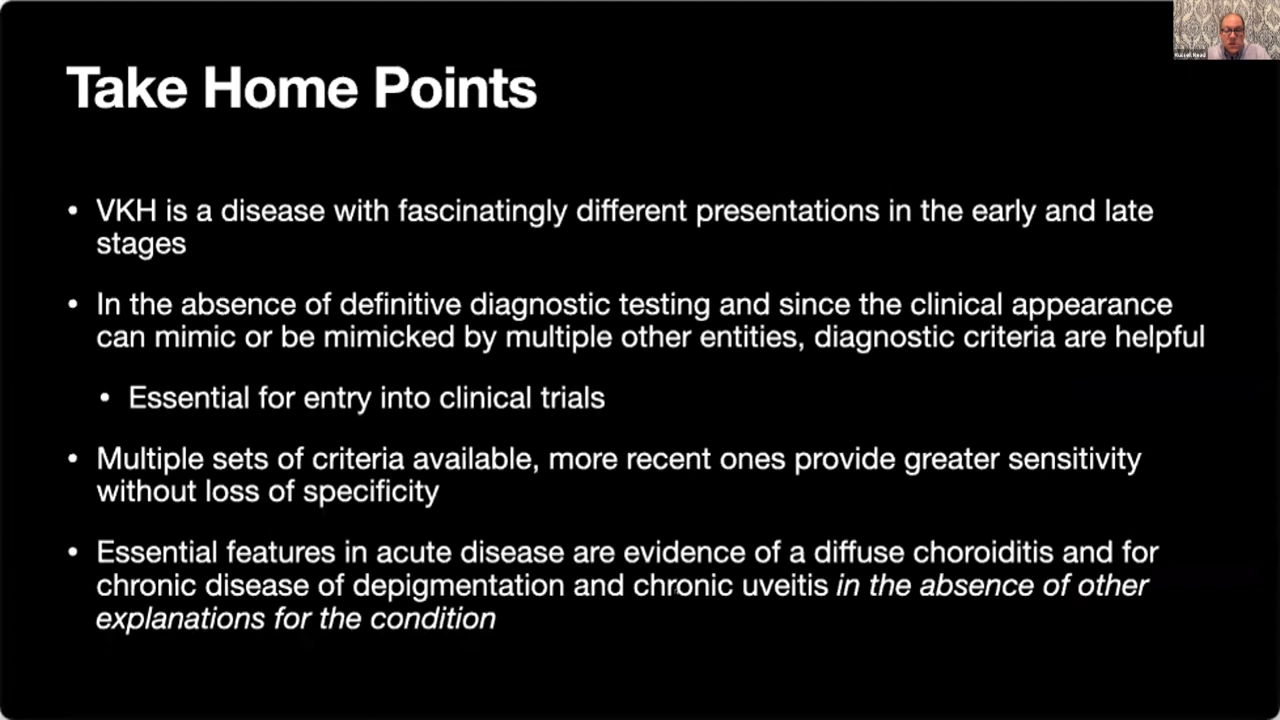 Take Home Points
Russell Read
• VKH is a disease with fascinatingly different presentations in the early and late
stages
• In the absence of definitive diagnostic testing and since the clinical appearance
can mimic or be mimicked by multiple other entities, diagnostic criteria are helpful
• Essential for entry into clinical trials
• Multiple sets of criteria available, more recent ones provide greater sensitivity
without loss of specificity
• Essential features in acute disease are evidence of a diffuse choroiditis and for
chronic disease of depigmentation and chronic uveitis in the absence of other
explanations for the condition